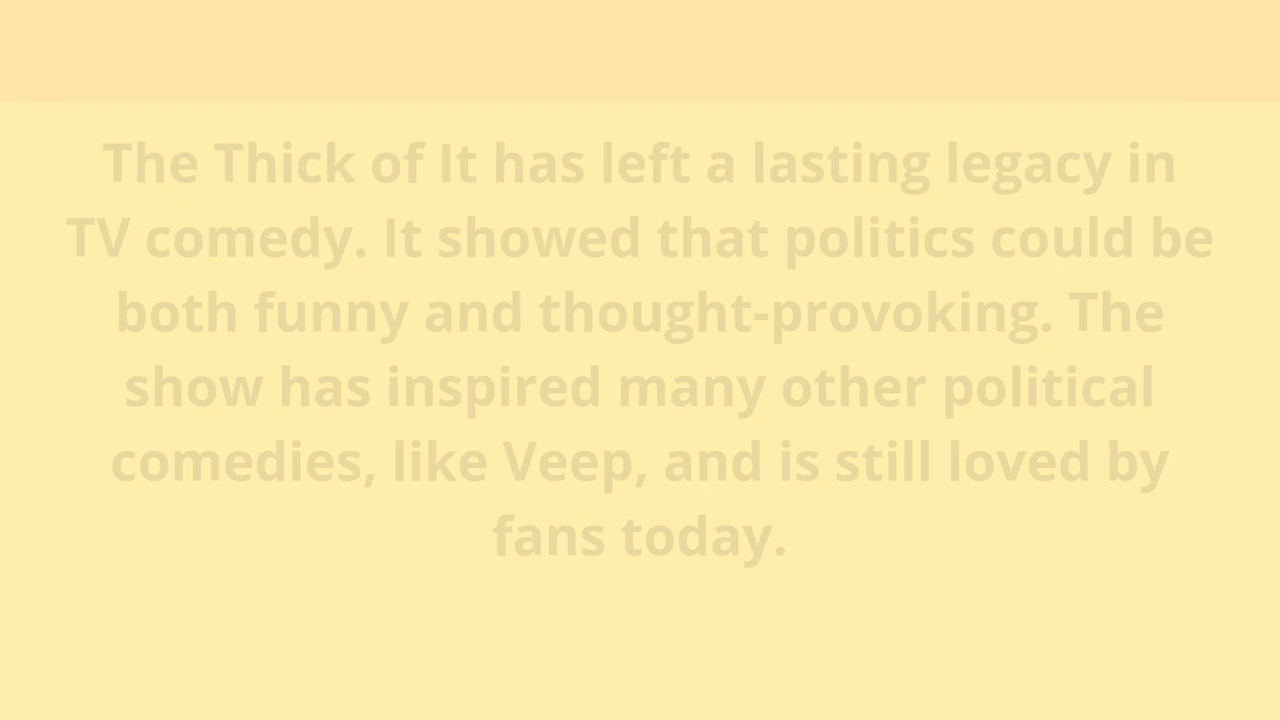 The Thick of It has left a lasting legacy in
TV comedy. It showed that politics could be
both funny and thought-provoking. The
show has inspired many other political
comedies, like Veep, and is still loved by
fans today.